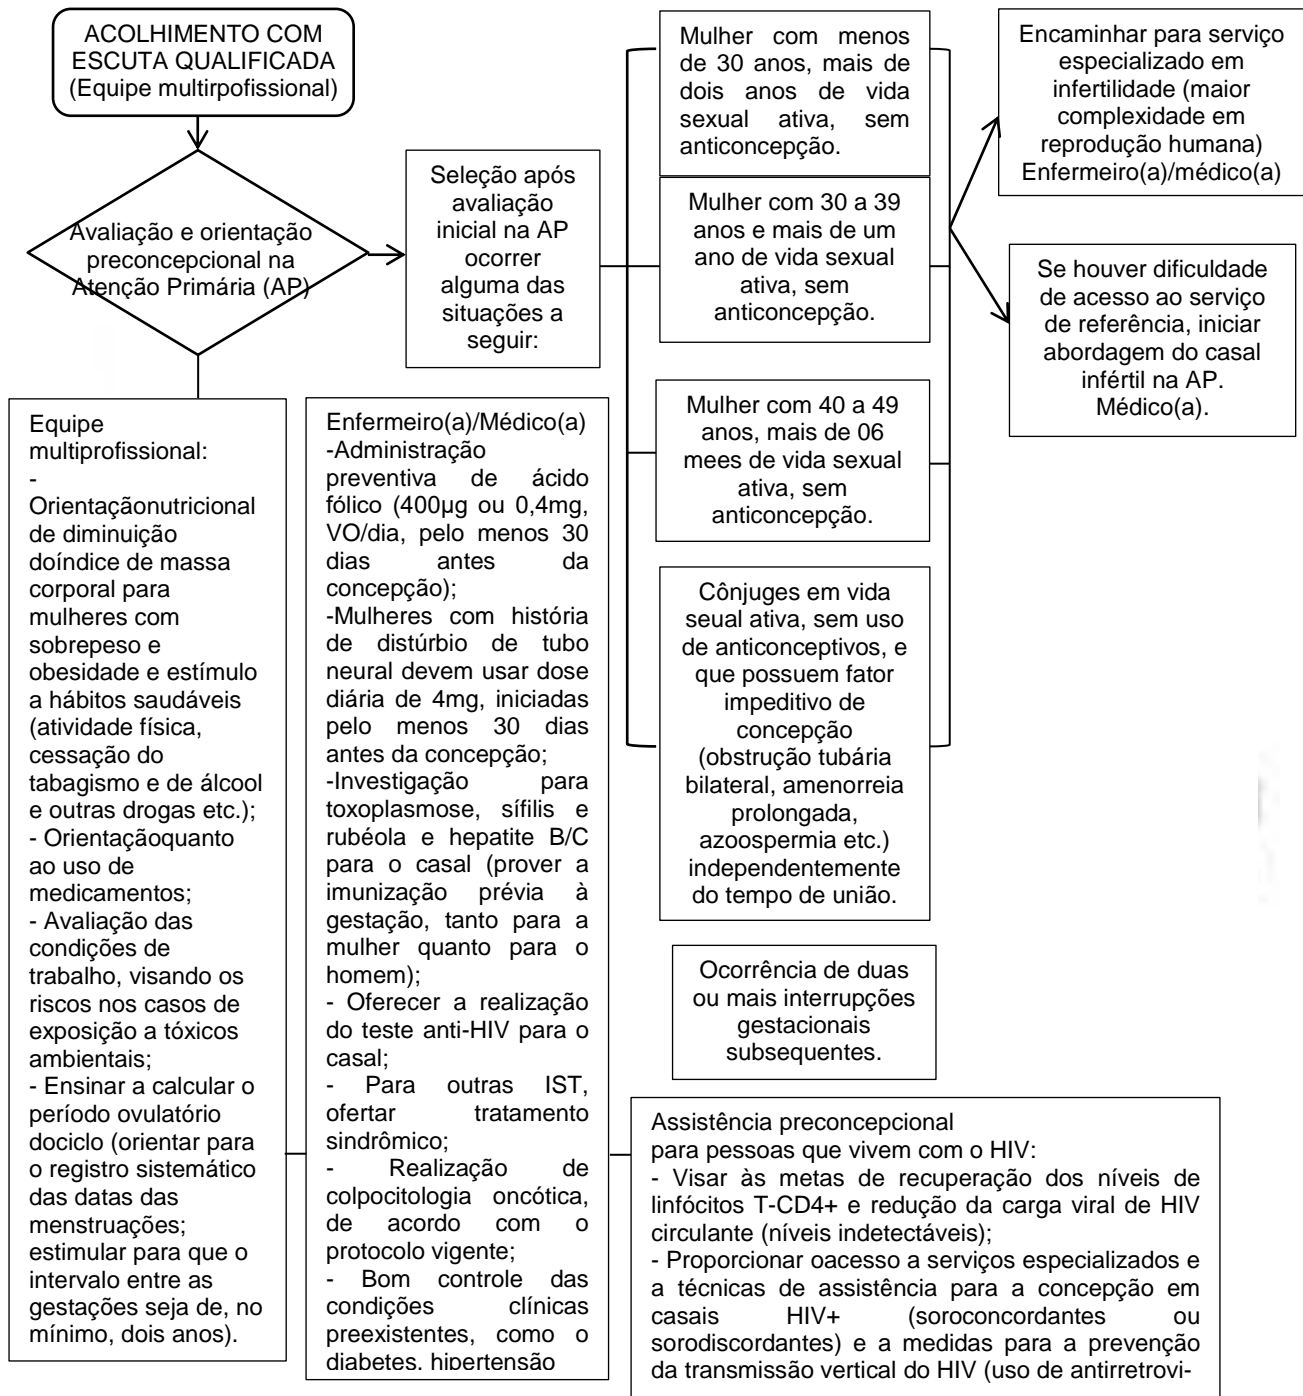 ACOLHIMENTO COM
ESCUTA QUALIFICADA
(Equipe multirpofissional)
Avaliação e orientação
preconcepcional na
Atenção Primária (AP)
Seleção após
avaliação
inicial na AP
ocorrer
alguma das
situações a
seguir:
Mulher com menos
de 30 anos, mais de
dois anos de vida
sexual ativa, sem
anticoncepção.
Mulher com 30 a 39
anos e mais de um
ano de vida sexual
ativa, sem
anticoncepção.
Mulher com 40 a 49
anos, mais de 06
mees de vida sexual
ativa, sem
anticoncepção.
Cônjuges em vida
seual ativa, sem uso
de anticonceptivos, e
que possuem fator
impeditivo de
concepção
(obstrução tubária
bilateral, amenorreia
prolongada,
azoospermia etc.)
independentemente
do tempo de união.
Ocorrência de duas
ou mais interrupções
gestacionais
subsequentes.
Encaminhar para serviço
especializado em
infertilidade (maior
complexidade em
reprodução humana)
Enfermeiro(a)/médico(a)
Se houver dificuldade
de acesso ao serviço
de referência, iniciar
abordagem do casal
infértil na AP.
Médico(a).
Equipe
multiprofissional:
-
Orientaçãonutricional
de diminuição
doíndice de massa
corporal para
mulheres com
sobrepeso e
obesidade e estímulo
a hábitos saudáveis
(atividade física,
cessação do
tabagismo e de álcool
e outras drogas etc.);
- Orientaçãoquanto
ao uso de
medicamentos;
- Avaliação das
condições de
trabalho, visando os
riscos nos casos de
exposição a tóxicos
ambientais;
- Ensinar a calcular o
período ovulatório
dociclo (orientar para
o registro sistemático
das datas das
menstruações;
estimular para que o
intervalo entre as
gestações seja de, no
mínimo, dois anos).
Enfermeiro(a)/Médico(a)
-Administração
preventiva de ácido
fólico (400µg ou 0,4mg,
VO/dia, pelo menos 30
dias antes da
concepção);
-Mulheres com história
de distúrbio de tubo
neural devem usar dose
diária de 4mg, iniciadas
pelo menos 30 dias
antes da concepção;
-Investigação para
toxoplasmose, sífilis e
rubéola e hepatite B/C
para o casal (prover a
imunização prévia à
gestação, tanto para a
mulher quanto para o
homem);
- Oferecer a realização
do teste anti-HIV para o
casal;
- Para outras IST,
ofertar tratamento
sindrômico;
- Realização de
colpocitologia oncótica,
de acordo com o
protocolo vigente;
- Bom controle das
condições clínicas
preexistentes, como o
diabetes, hipertensão
Assistência preconcepcional
para pessoas que vivem com o HIV:
- Visar às metas de recuperação dos níveis de
linfócitos T-CD4+ e redução da carga viral de HIV
circulante (níveis indetectáveis);
- Proporcionar oacesso a serviços especializados e
a técnicas de assistência para a concepção em
casais HIV+ (soroconcordantes ou
sorodiscordantes) e a medidas para a prevenção
da transmissão vertical do HIV (uso de antirretrovi-